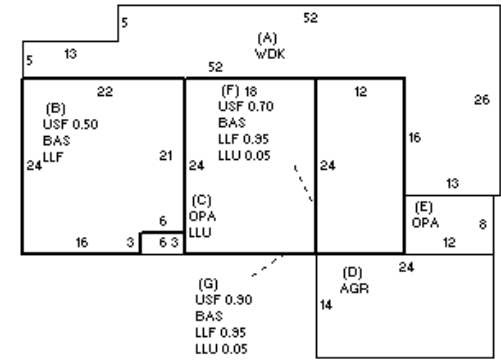 5
52
(A)
WDK
5
13
52
26
22
(B)
USF 0.50
BAS
LLF
24
21
(F) 18
USF 0.70
BAS
LLF 0.95
LLU 0.05
12
16
24
24
13
(C)
OPA
LLU
(E)
OPA
8
6
16
3
6 3
12
(G)
USF 0.90
BAS
LLF 0.95
LLU 0.05
(D)
AGR
24
14